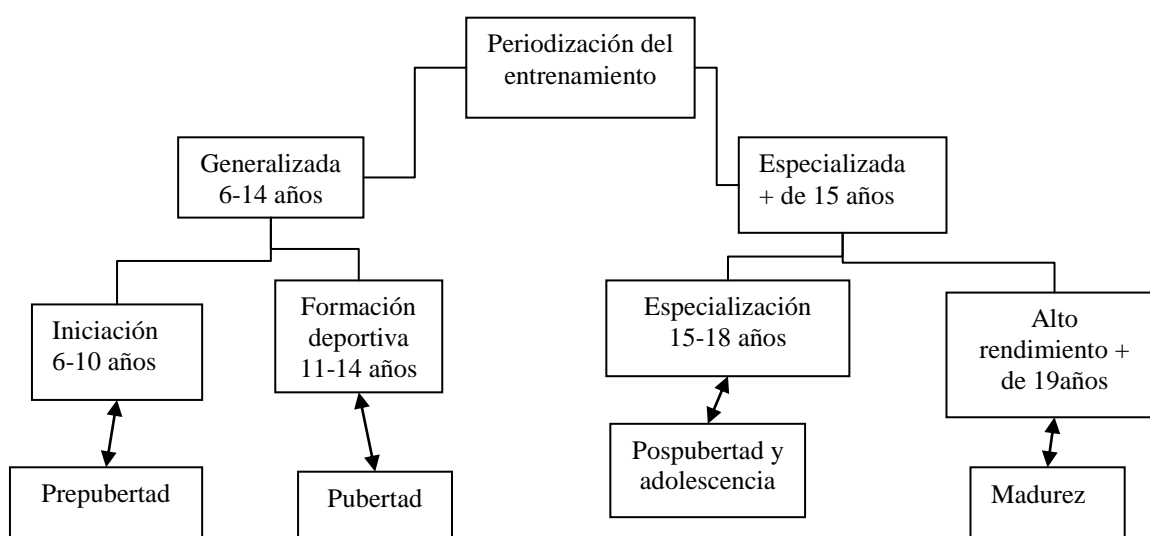 Periodización del
entrenamiento
Generalizada
6-14 años
Especializada
+ de 15 años
Iniciación
6-10 años
Formación
deportiva
11-14 años
Especialización
15-18 años
Alto
rendimiento +
de 19años
Prepubertad
Pubertad
Pospubertad y
adolescencia
Madurez